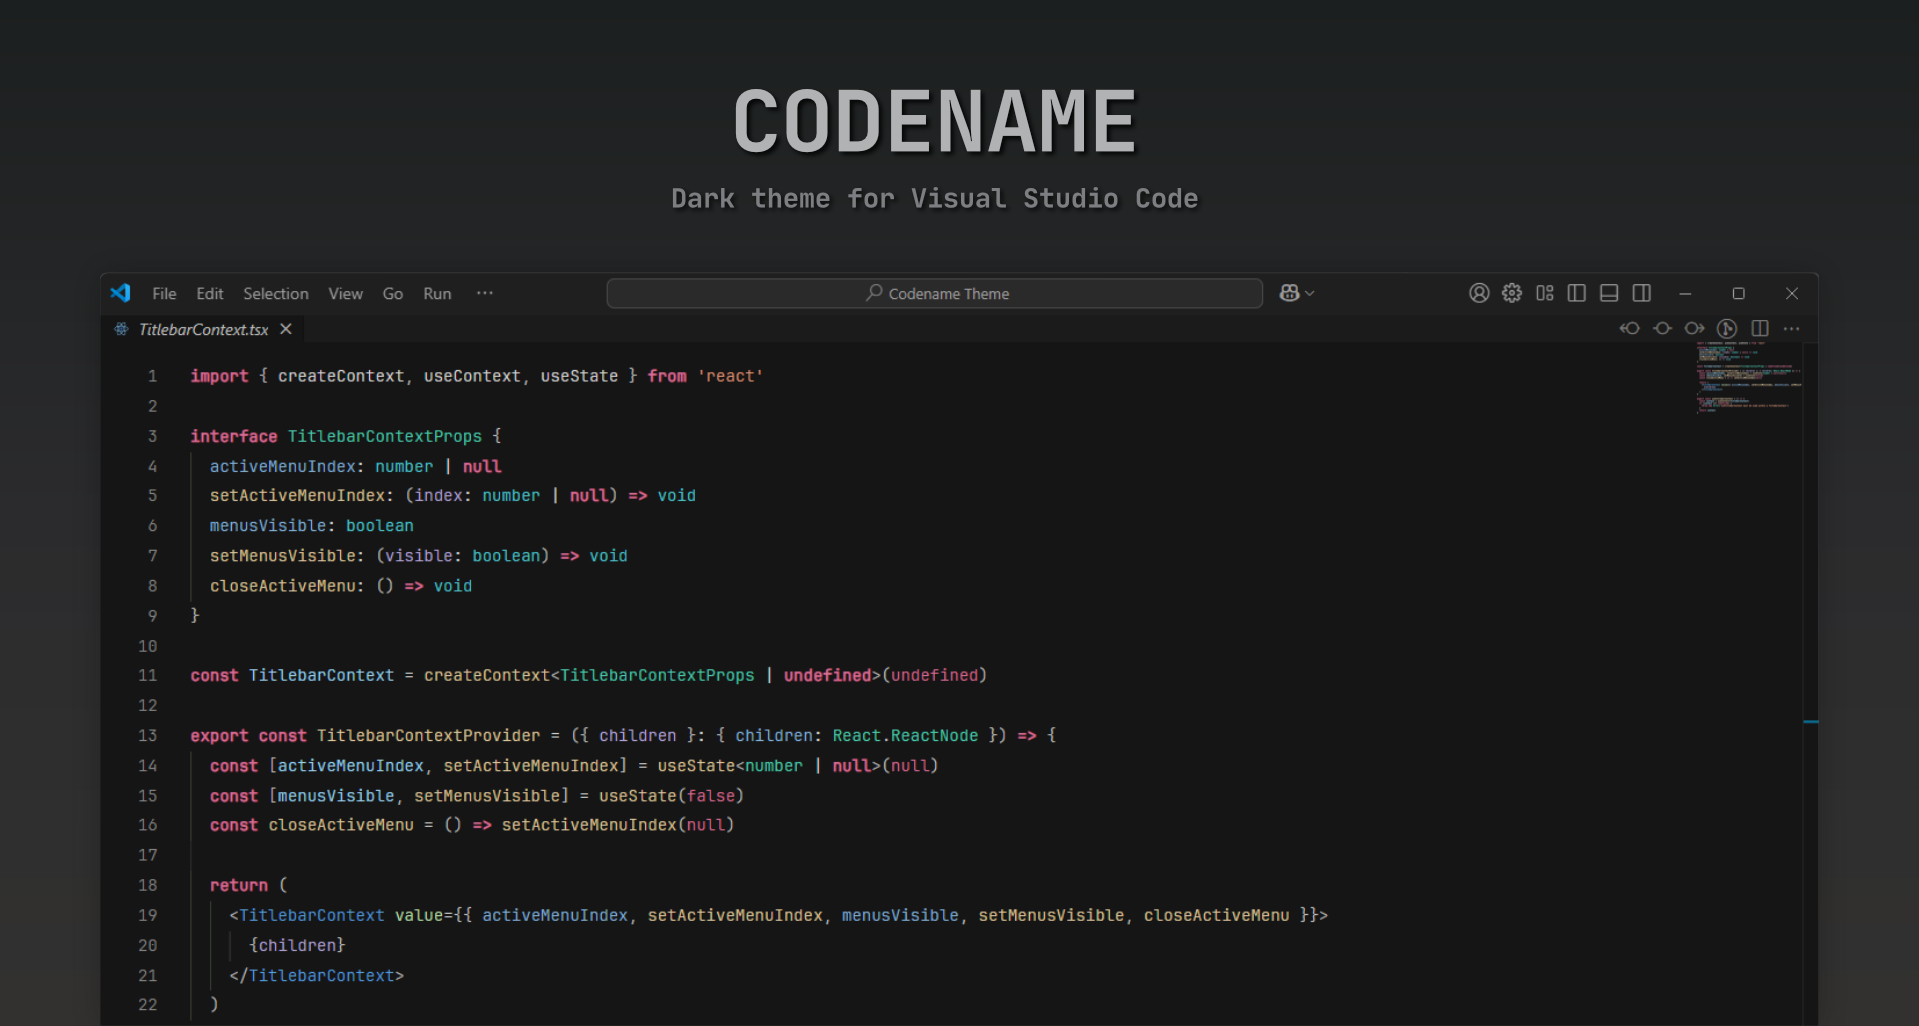 CODENAME
Dark theme for Visual Studio Code
File Edit Selection View Go Run ··· Codename Theme
TitlebarContext.tsx
1 import { createContext, useContext, useState } from 'react'
2
3 interface TitlebarContextProps {
4 activeMenuIndex: number | null
5 setActiveMenuIndex: (index: number | null) => void
6 menusVisible: boolean
7 setMenusVisible: (visible: boolean) => void
8 closeActiveMenu: () => void
9 }
10
11 const TitlebarContext = createContext<TitlebarContextProps | undefined>(undefined)
12
13 export const TitlebarContextProvider = ({ children }: { children: React.ReactNode }) => {
14 const [activeMenuIndex, setActiveMenuIndex] = useState<number | null>(null)
15 const [menusVisible, setMenusVisible] = useState(false)
16 const closeActiveMenu = () => setActiveMenuIndex(null)
17
18 return (
19 <TitlebarContext value={{ activeMenuIndex, setActiveMenuIndex, menusVisible, setMenusVisible, closeActiveMenu }}>
20 {children}
21 </TitlebarContext>
22 )